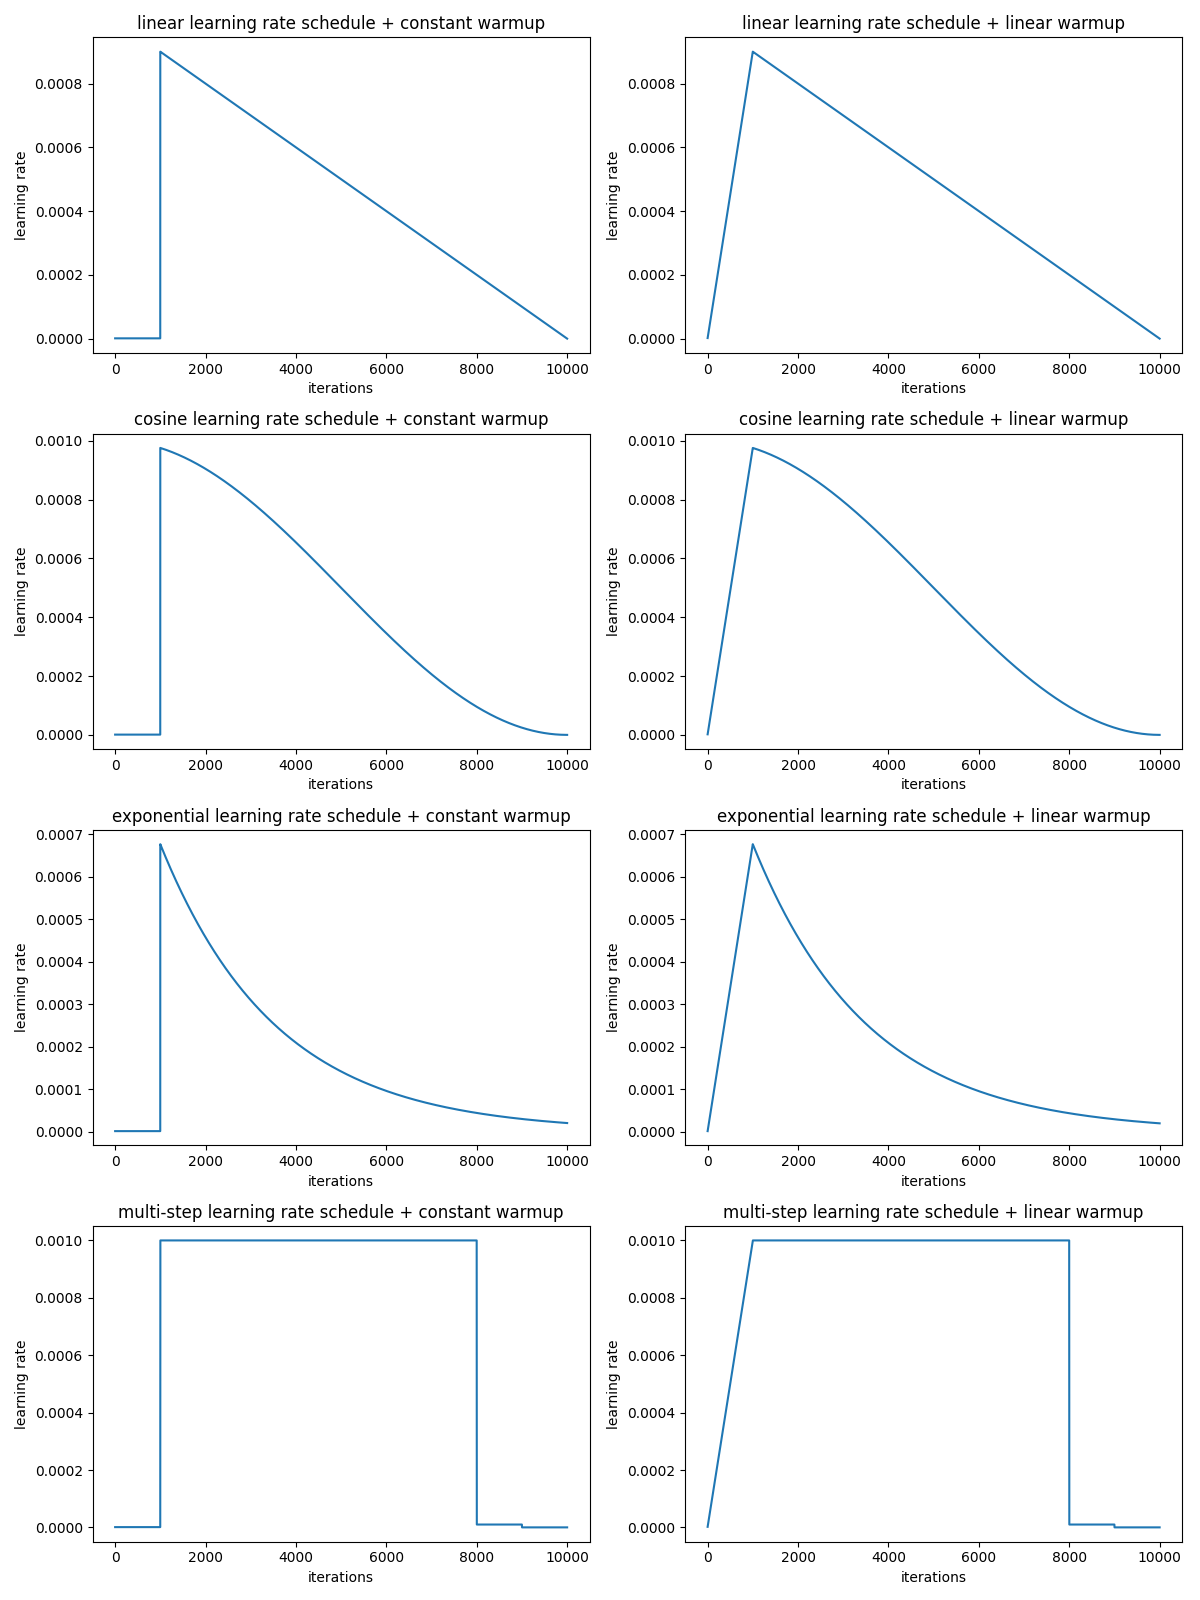 linear learning rate schedule + constant warmup
learning rate
0.0008
0.0006
0.0004
0.0002
0.0000
0 2000 4000 6000 8000 10000
iterations
linear learning rate schedule + linear warmup
learning rate
0.0008
0.0006
0.0004
0.0002
0.0000
0 2000 4000 6000 8000 10000
iterations
cosine learning rate schedule + constant warmup
learning rate
0.0010
0.0008
0.0006
0.0004
0.0002
0.0000
0 2000 4000 6000 8000 10000
iterations
cosine learning rate schedule + linear warmup
learning rate
0.0010
0.0008
0.0006
0.0004
0.0002
0.0000
0 2000 4000 6000 8000 10000
iterations
exponential learning rate schedule + constant warmup
learning rate
0.0007
0.0006
0.0005
0.0004
0.0003
0.0002
0.0001
0.0000
0 2000 4000 6000 8000 10000
iterations
exponential learning rate schedule + linear warmup
learning rate
0.0007
0.0006
0.0005
0.0004
0.0003
0.0002
0.0001
0.0000
0 2000 4000 6000 8000 10000
iterations
multi-step learning rate schedule + constant warmup
learning rate
0.0010
0.0008
0.0006
0.0004
0.0002
0.0000
0 2000 4000 6000 8000 10000
iterations
multi-step learning rate schedule + linear warmup
learning rate
0.0010
0.0008
0.0006
0.0004
0.0002
0.0000
0 2000 4000 6000 8000 10000
iterations